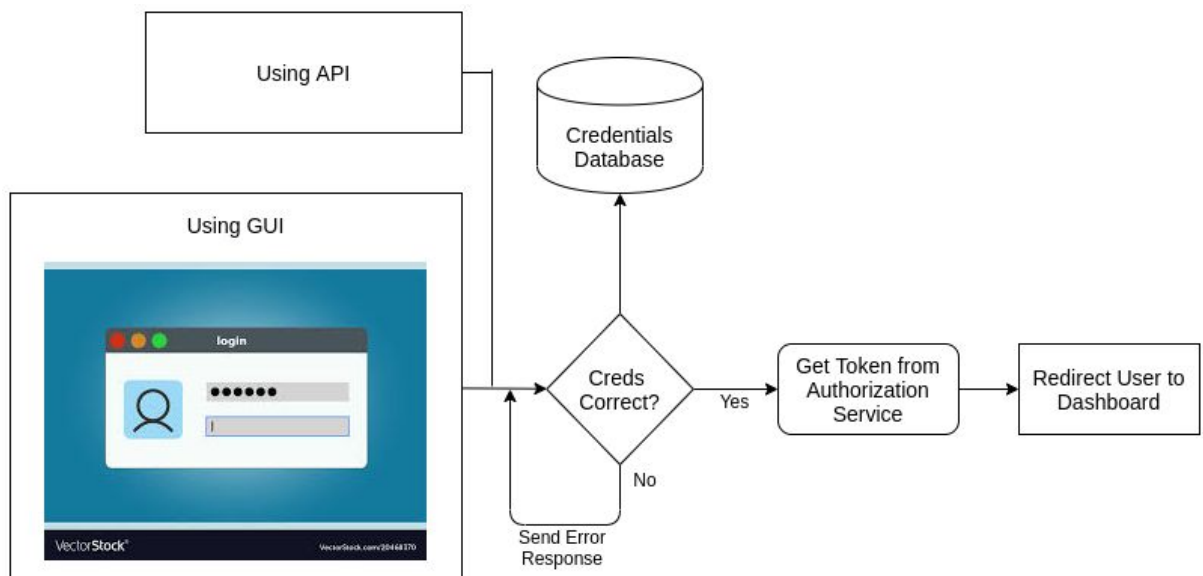 Using API
Credentials
Database
Using GUI
login
Creds
Correct?
Yes
No
Send Error
Response
Get Token from
Authorization
Service
Redirect User to
Dashboard
VectorStock®
VectorStock.com/20468370